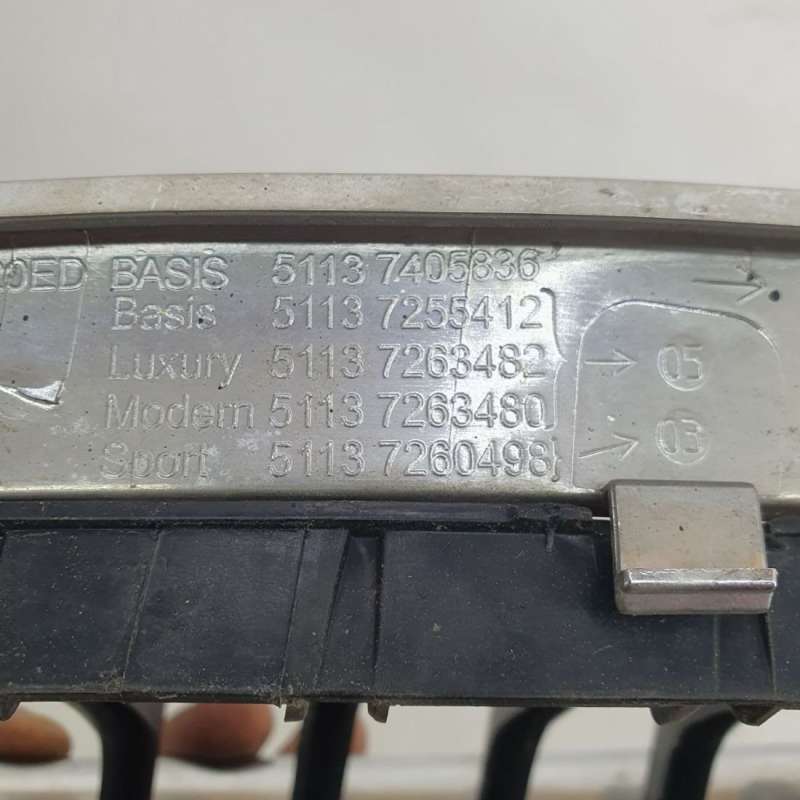 BASIS 5113 7405836
Basis 5113 7255412
Luxury 5113 7263482 05
Modern 5113 7263480
Sport 5113 7260498 03